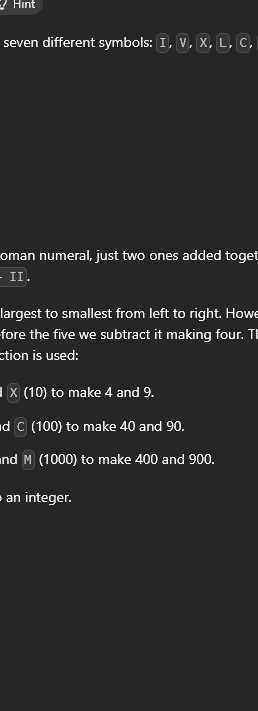 Hint
seven different symbols: I, V, X, L, C,
oman numeral, just two ones added toget
II.
largest to smallest from left to right. Howe
efore the five we subtract it making four. Th
ction is used:
d X (10) to make 4 and 9.
nd C (100) to make 40 and 90.
and M (1000) to make 400 and 900.
o an integer.